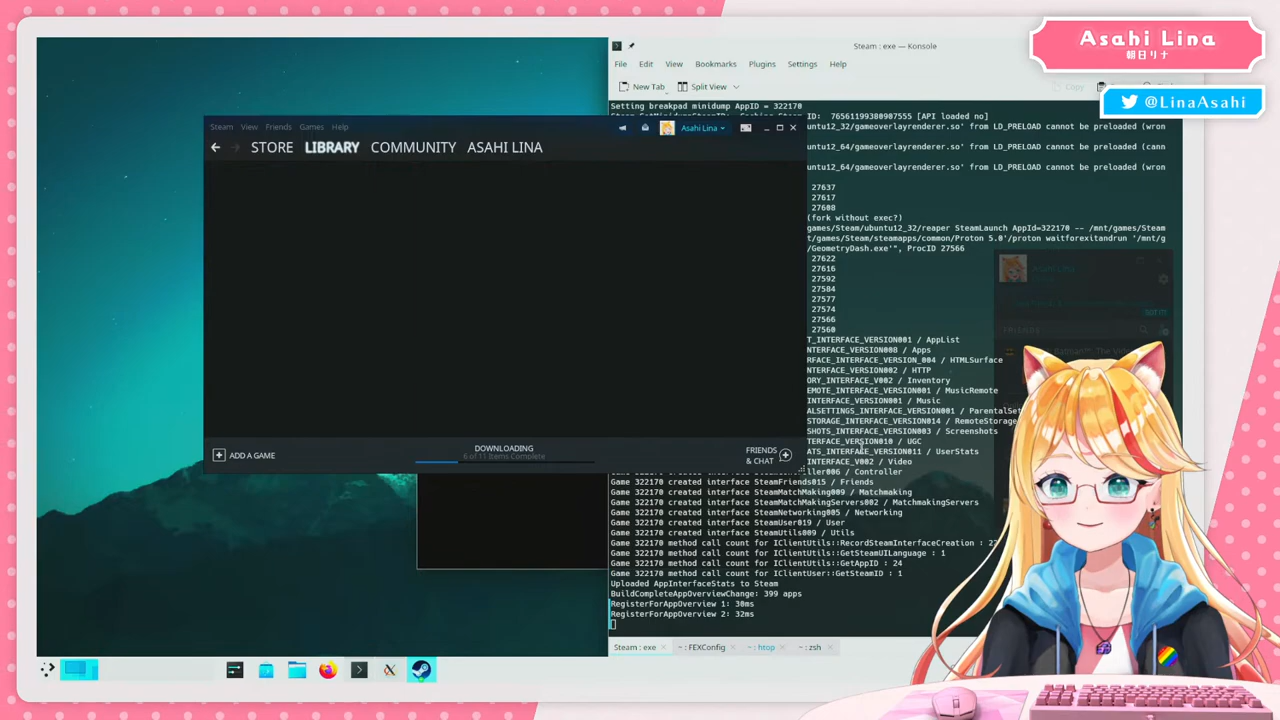 Asahi Lina
朝日リナ
@LinaAsahi
Steam : exe — Konsole
File Edit View Bookmarks Plugins Settings Help
New Tab Split View Copy
Setting breakpad minidump AppID = 322170
ID: 76561199380907555 [API loaded no]
untu12_32/gameoverlayrenderer.so' from LD_PRELOAD cannot be preloaded (wron
untu12_64/gameoverlayrenderer.so' from LD_PRELOAD cannot be preloaded (cann
untu12_64/gameoverlayrenderer.so' from LD_PRELOAD cannot be preloaded (wron
27637
27617
27608
(fork without exec?)
games/Steam/ubuntu12_32/reaper SteamLaunch AppId=322170 -- /mnt/games/Steam
t/games/Steam/steamapps/common/Proton 5.0'/proton waitforexitandrun '/mnt/g
/GeometryDash.exe'", ProcID 27566
27622
27616
27592
27584
27577
27574
27566
27560
T_INTERFACE_VERSION001 / AppList
NTERFACE_VERSION008 / Apps
RFACE_INTERFACE_VERSION_004 / HTMLSurface
NTERFACE_VERSION002 / HTTP
ORY_INTERFACE_V002 / Inventory
EMOTE_INTERFACE_VERSION001 / MusicRemote
INTERFACE_VERSION001 / Music
ALSETTINGS_INTERFACE_VERSION001 / ParentalSet
STORAGE_INTERFACE_VERSION014 / RemoteStorage
SHOTS_INTERFACE_VERSION003 / Screenshots
TERFACE_VERSION010 / UGC
ATS_INTERFACE_VERSION011 / UserStats
INTERFACE_V002 / Video
ller006 / Controller
Game 322170 created interface SteamFriends015 / Friends
Game 322170 created interface SteamMatchMaking009 / Matchmaking
Game 322170 created interface SteamMatchMakingServers002 / MatchmakingServers
Game 322170 created interface SteamNetworking005 / Networking
Game 322170 created interface SteamUser019 / User
Game 322170 created interface SteamUtils009 / Utils
Game 322170 method call count for IClientUtils::RecordSteamInterfaceCreation : 2
Game 322170 method call count for IClientUtils::GetSteamUILanguage : 1
Game 322170 method call count for IClientUtils::GetAppID : 24
Game 322170 method call count for IClientUser::GetSteamID : 1
Uploaded AppInterfaceStats to Steam
BuildCompleteAppOverviewChange: 399 apps
RegisterForAppOverview 1: 30ms
RegisterForAppOverview 2: 32ms
Steam : exe ~ : FEXConfig ~ : htop ~ : zsh
Steam View Friends Games Help
Asahi Lina
STORE LIBRARY COMMUNITY ASAHI LINA
ADD A GAME
DOWNLOADING
6 of 11 Items Complete
FRIENDS
& CHAT
Asahi Lina